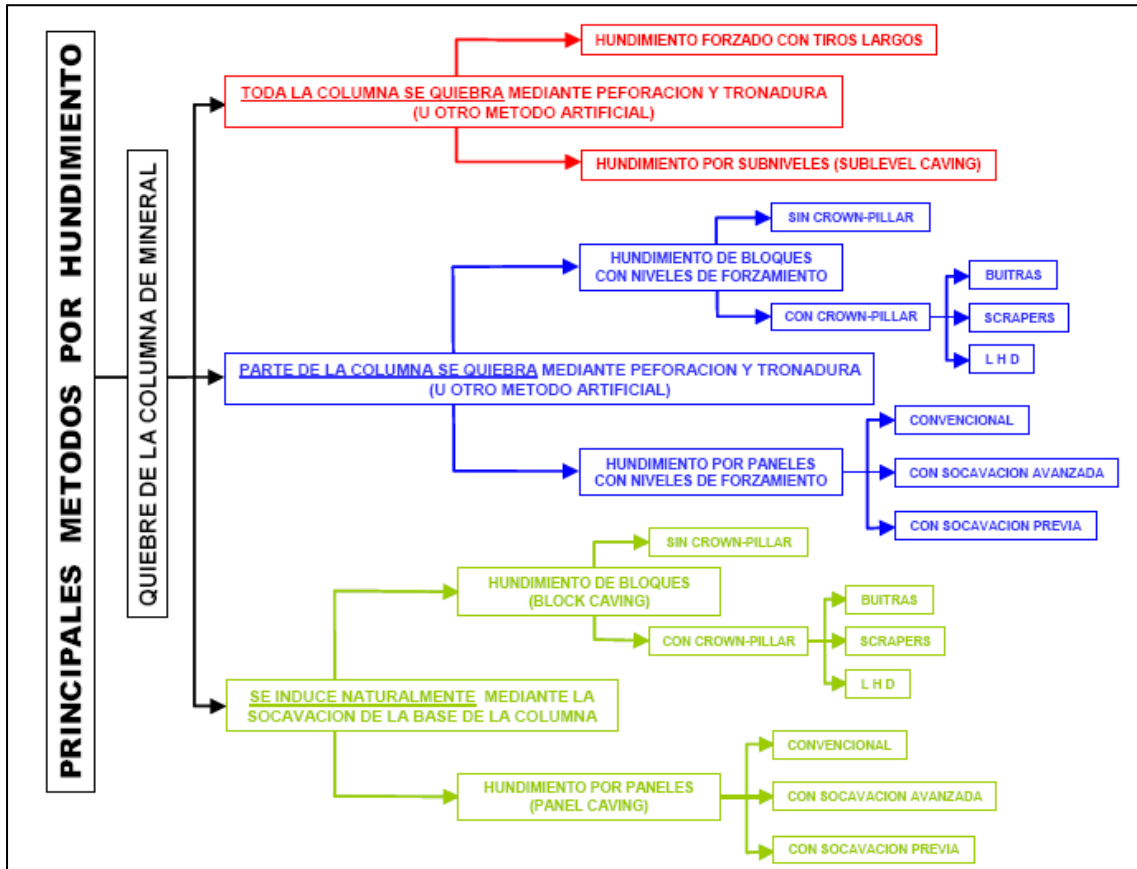 PRINCIPALES METODOS POR HUNDIMIENTO
QUIEBRE DE LA COLUMNA DE MINERAL
TODA LA COLUMNA SE QUIEBRA MEDIANTE PEFORACION Y TRONADURA
(U OTRO METODO ARTIFICIAL)
HUNDIMIENTO FORZADO CON TIROS LARGOS
HUNDIMIENTO POR SUBNIVELES (SUBLEVEL CAVING)
PARTE DE LA COLUMNA SE QUIEBRA MEDIANTE PEFORACION Y TRONADURA
(U OTRO METODO ARTIFICIAL)
HUNDIMIENTO DE BLOQUES
CON NIVELES DE FORZAMIENTO
SIN CROWN-PILLAR
CON CROWN-PILLAR
BUITRAS
SCRAPERS
L H D
HUNDIMIENTO POR PANELES
CON NIVELES DE FORZAMIENTO
CONVENCIONAL
CON SOCAVACION AVANZADA
CON SOCAVACION PREVIA
SE INDUCE NATURALMENTE MEDIANTE LA
SOCAVACION DE LA BASE DE LA COLUMNA
HUNDIMIENTO DE BLOQUES
(BLOCK CAVING)
SIN CROWN-PILLAR
CON CROWN-PILLAR
BUITRAS
SCRAPERS
L H D
HUNDIMIENTO POR PANELES
(PANEL CAVING)
CONVENCIONAL
CON SOCAVACION AVANZADA
CON SOCAVACION PREVIA